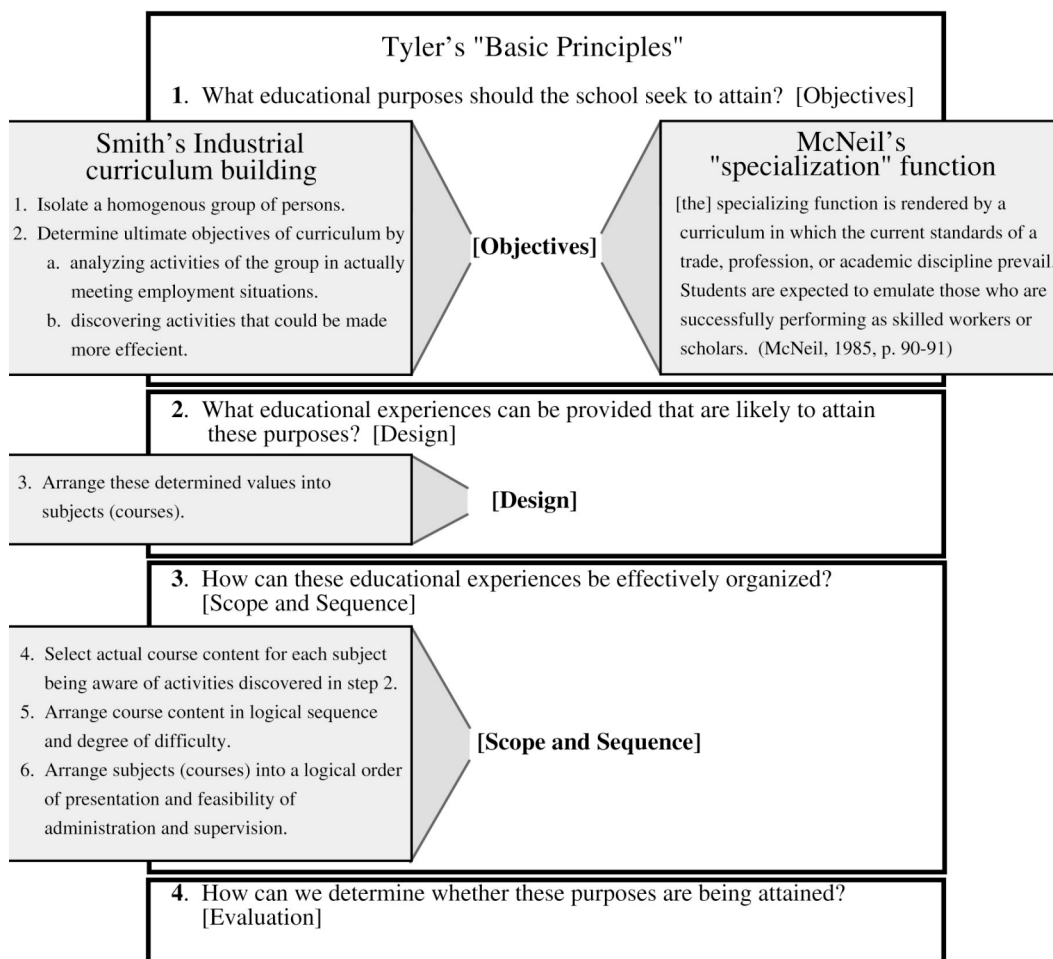 Tyler's "Basic Principles"
1. What educational purposes should the school seek to attain? [Objectives]
Smith's Industrial
curriculum building
1. Isolate a homogenous group of persons.
2. Determine ultimate objectives of curriculum by
a. analyzing activities of the group in actually
meeting employment situations.
b. discovering activities that could be made
more effecient.
[Objectives]
McNeil's
"specialization" function
[the] specializing function is rendered by a
curriculum in which the current standards of a
trade, profession, or academic discipline prevail.
Students are expected to emulate those who are
successfully performing as skilled workers or
scholars. (McNeil, 1985, p. 90-91)
2. What educational experiences can be provided that are likely to attain
these purposes? [Design]
3. Arrange these determined values into
subjects (courses).
[Design]
3. How can these educational experiences be effectively organized?
[Scope and Sequence]
4. Select actual course content for each subject
being aware of activities discovered in step 2.
5. Arrange course content in logical sequence
and degree of difficulty.
6. Arrange subjects (courses) into a logical order
of presentation and feasibility of
administration and supervision.
[Scope and Sequence]
4. How can we determine whether these purposes are being attained?
[Evaluation]